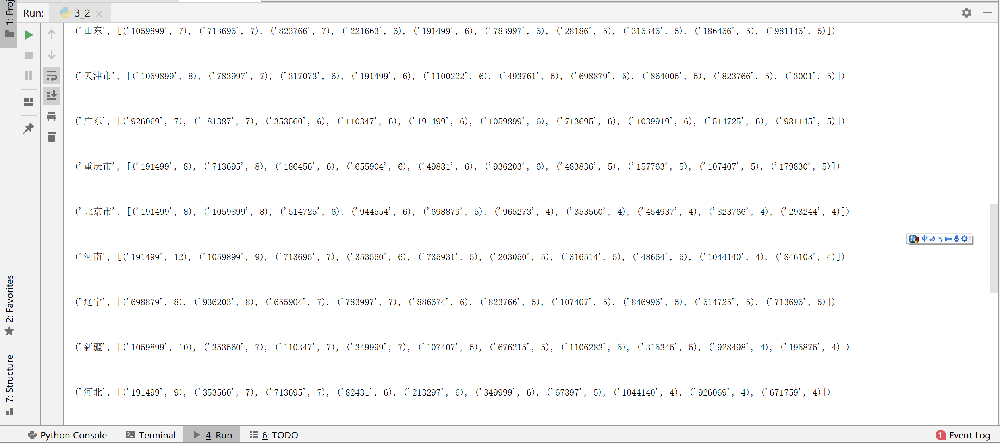 1: Proj
Run:
3_2
('山东', [('1059899', 7), ('713695', 7), ('823766', 7), ('221663', 6), ('191499', 6), ('783997', 5), ('28186', 5), ('315345', 5), ('186456', 5), ('981145', 5)])
('天津市', [('1059899', 8), ('783997', 7), ('317073', 6), ('191499', 6), ('1100222', 6), ('493761', 5), ('698879', 5), ('864005', 5), ('823766', 5), ('3001', 5)])
('广东', [('926069', 7), ('181387', 7), ('353560', 6), ('110347', 6), ('191499', 6), ('1059899', 6), ('713695', 6), ('1039919', 6), ('514725', 6), ('981145', 5)])
('重庆市', [('191499', 8), ('713695', 8), ('186456', 6), ('655904', 6), ('49881', 6), ('936203', 6), ('483836', 5), ('157763', 5), ('107407', 5), ('179830', 5)])
('北京市', [('191499', 8), ('1059899', 8), ('514725', 6), ('944554', 6), ('698879', 5), ('965273', 4), ('353560', 4), ('454937', 4), ('823766', 4), ('293244', 4)])
('河南', [('191499', 12), ('1059899', 9), ('713695', 7), ('353560', 6), ('735931', 5), ('203050', 5), ('316514', 5), ('48664', 5), ('1044140', 4), ('846103', 4)])
('辽宁', [('698879', 8), ('936203', 8), ('655904', 7), ('783997', 7), ('886674', 6), ('823766', 5), ('107407', 5), ('846996', 5), ('514725', 5), ('713695', 5)])
('新疆', [('1059899', 10), ('353560', 7), ('110347', 7), ('349999', 7), ('107407', 5), ('676215', 5), ('1106283', 5), ('315345', 5), ('928498', 4), ('195875', 4)])
('河北', [('191499', 9), ('353560', 7), ('713695', 7), ('82431', 6), ('213297', 6), ('349999', 6), ('67897', 5), ('1044140', 4), ('926069', 4), ('671759', 4)])
拼 中
2: Favorites
7: Structure
Python Console
Terminal
4: Run
6: TODO
1 Event Log